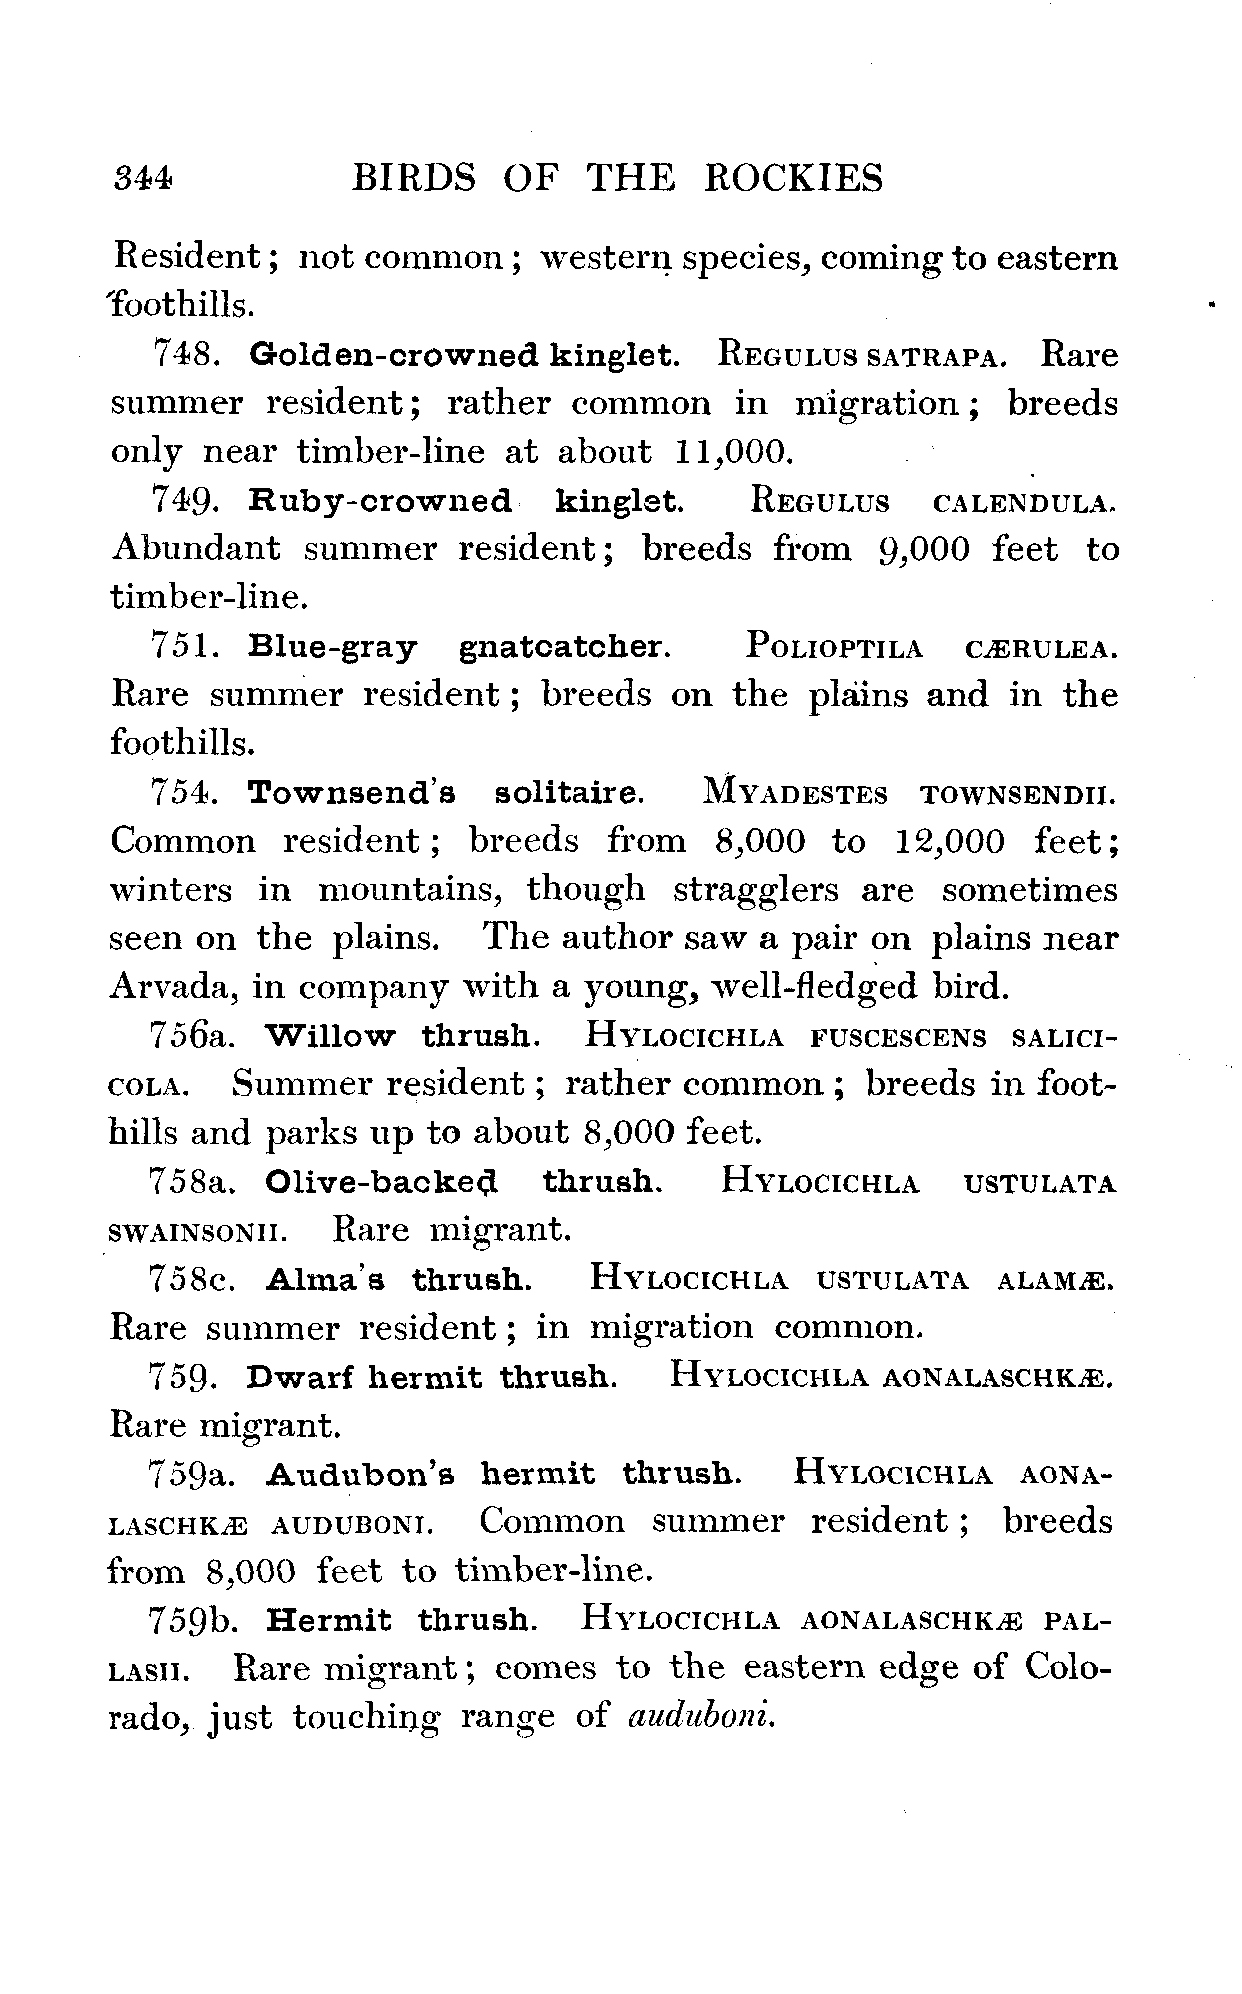 344 BIRDS OF THE ROCKIES
Resident; not common; western species, coming to eastern
foothills.
748. Golden-crowned kinglet. REGULUS SATRAPA. Rare
summer resident; rather common in migration; breeds
only near timber-line at about 11,000.
749. Ruby-crowned kinglet. REGULUS CALENDULA.
Abundant summer resident; breeds from 9,000 feet to
timber-line.
751. Blue-gray gnatcatcher. POLIOPTILA CÆRULEA.
Rare summer resident; breeds on the plains and in the
foothills.
754. Townsend's solitaire. MYADESTES TOWNSENDII.
Common resident; breeds from 8,000 to 12,000 feet;
winters in mountains, though stragglers are sometimes
seen on the plains. The author saw a pair on plains near
Arvada, in company with a young, well-fledged bird.
756a. Willow thrush. HYLOCICHLA FUSCESCENS SALICI-
COLA. Summer resident; rather common; breeds in foot-
hills and parks up to about 8,000 feet.
758a. Olive-backed thrush. HYLOCICHLA USTULATA
SWAINSONII. Rare migrant.
758c. Alma's thrush. HYLOCICHLA USTULATA ALAMÆ.
Rare summer resident; in migration common.
759. Dwarf hermit thrush. HYLOCICHLA AONALASCHKÆ.
Rare migrant.
759a. Audubon's hermit thrush. HYLOCICHLA AONA-
LASCHKÆ AUDUBONI. Common summer resident; breeds
from 8,000 feet to timber-line.
759b. Hermit thrush. HYLOCICHLA AONALASCHKÆ PAL-
LASII. Rare migrant; comes to the eastern edge of Colo-
rado, just touching range of auduboni.